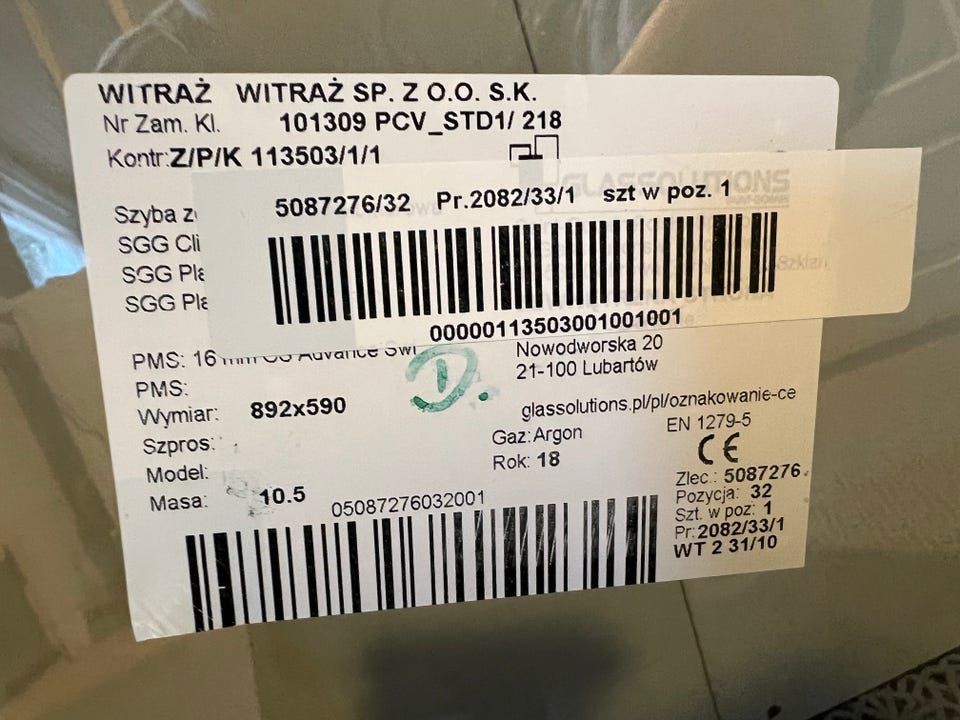 WITRAŻ WITRAŻ SP. Z O.O. S.K.
Nr Zam. Kl. 101309 PCV_STD1/ 218
Kontr:Z/P/K 113503/1/1
GLASSOLUTIONS
5087276/32 Pr.2082/33/1 szt w poz. 1
Szyba
SGG Cli
SGG Pla
SGG Pla
00000113503001001001
PMS: 16 mm
Nowodworska 20
21-100 Lubartów
PMS:
D.
Wymiar: 892x590
glassolutions.pl/pl/oznakowanie-ce
Szpros:
Gaz:Argon
EN 1279-5
CE
Model:
Rok: 18
Masa: 10.5
05087276032001
Zlec.: 5087276
Pozycja: 32
Szt. w poz: 1
Pr:2082/33/1
WT 2 31/10